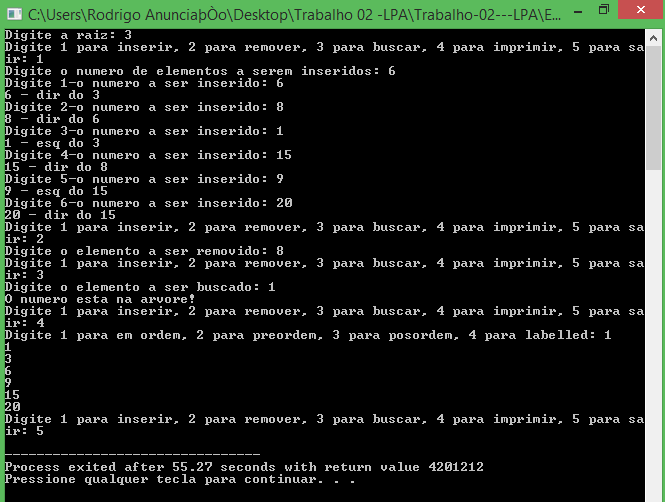 C:\Users\Rodrigo AnunciaþÒo\Desktop\Trabalho 02 -LPA\Trabalho-02---LPA\E...
Digite a raiz: 3
Digite 1 para inserir, 2 para remover, 3 para buscar, 4 para imprimir, 5 para sa
ir: 1
Digite o numero de elementos a serem inseridos: 6
Digite 1-o numero a ser inserido: 6
6 - dir do 3
Digite 2-o numero a ser inserido: 8
8 - dir do 6
Digite 3-o numero a ser inserido: 1
1 - esq do 3
Digite 4-o numero a ser inserido: 15
15 - dir do 8
Digite 5-o numero a ser inserido: 9
9 - esq do 15
Digite 6-o numero a ser inserido: 20
20 - dir do 15
Digite 1 para inserir, 2 para remover, 3 para buscar, 4 para imprimir, 5 para sa
ir: 2
Digite o elemento a ser removido: 8
Digite 1 para inserir, 2 para remover, 3 para buscar, 4 para imprimir, 5 para sa
ir: 3
Digite o elemento a ser buscado: 1
O numero esta na arvore!
Digite 1 para inserir, 2 para remover, 3 para buscar, 4 para imprimir, 5 para sa
ir: 4
Digite 1 para em ordem, 2 para preordem, 3 para posordem, 4 para labelled: 1
1
3
6
9
15
20
Digite 1 para inserir, 2 para remover, 3 para buscar, 4 para imprimir, 5 para sa
ir: 5
--------------------------------
Process exited after 55.27 seconds with return value 4201212
Pressione qualquer tecla para continuar. . .